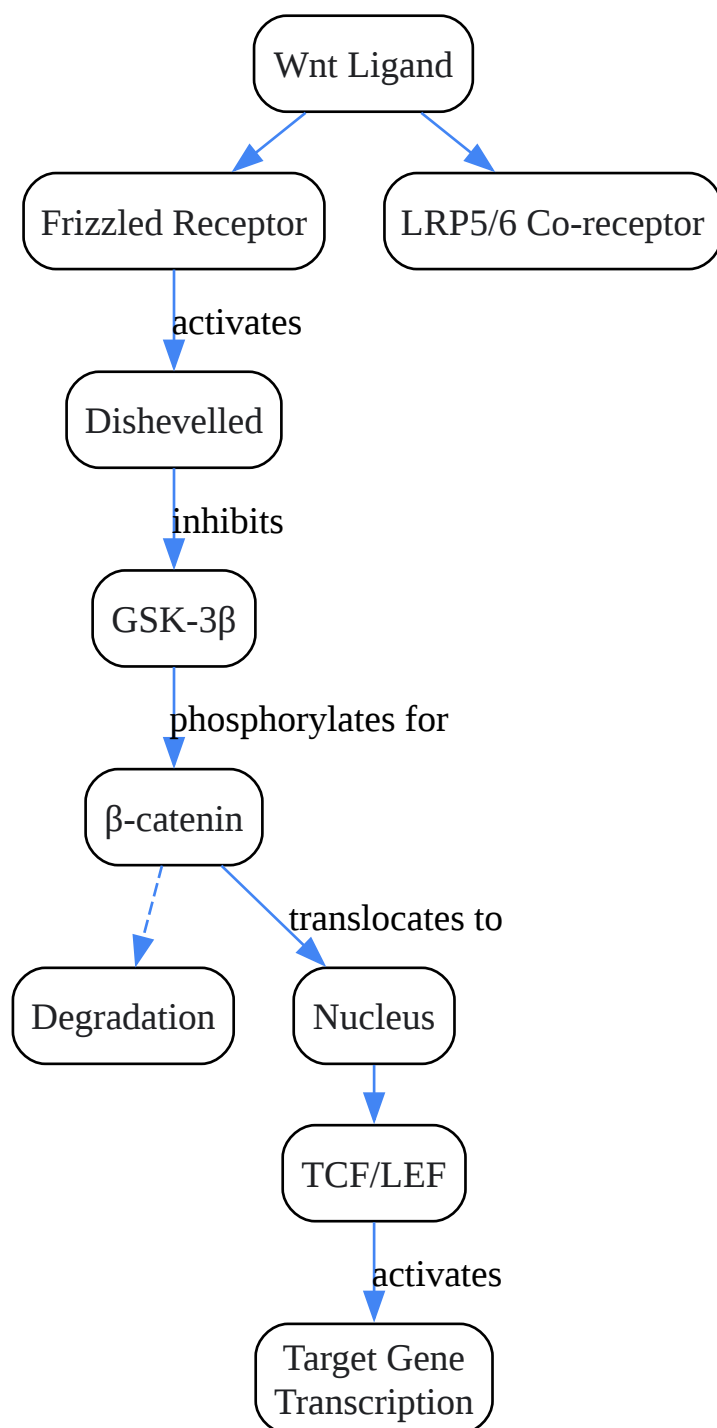 Wnt Ligand
Frizzled Receptor
LRP5/6 Co-receptor
activates
Dishevelled
inhibits
GSK-3β
phosphorylates for
β-catenin
translocates to
Degradation
Nucleus
TCF/LEF
activates
Target Gene
Transcription